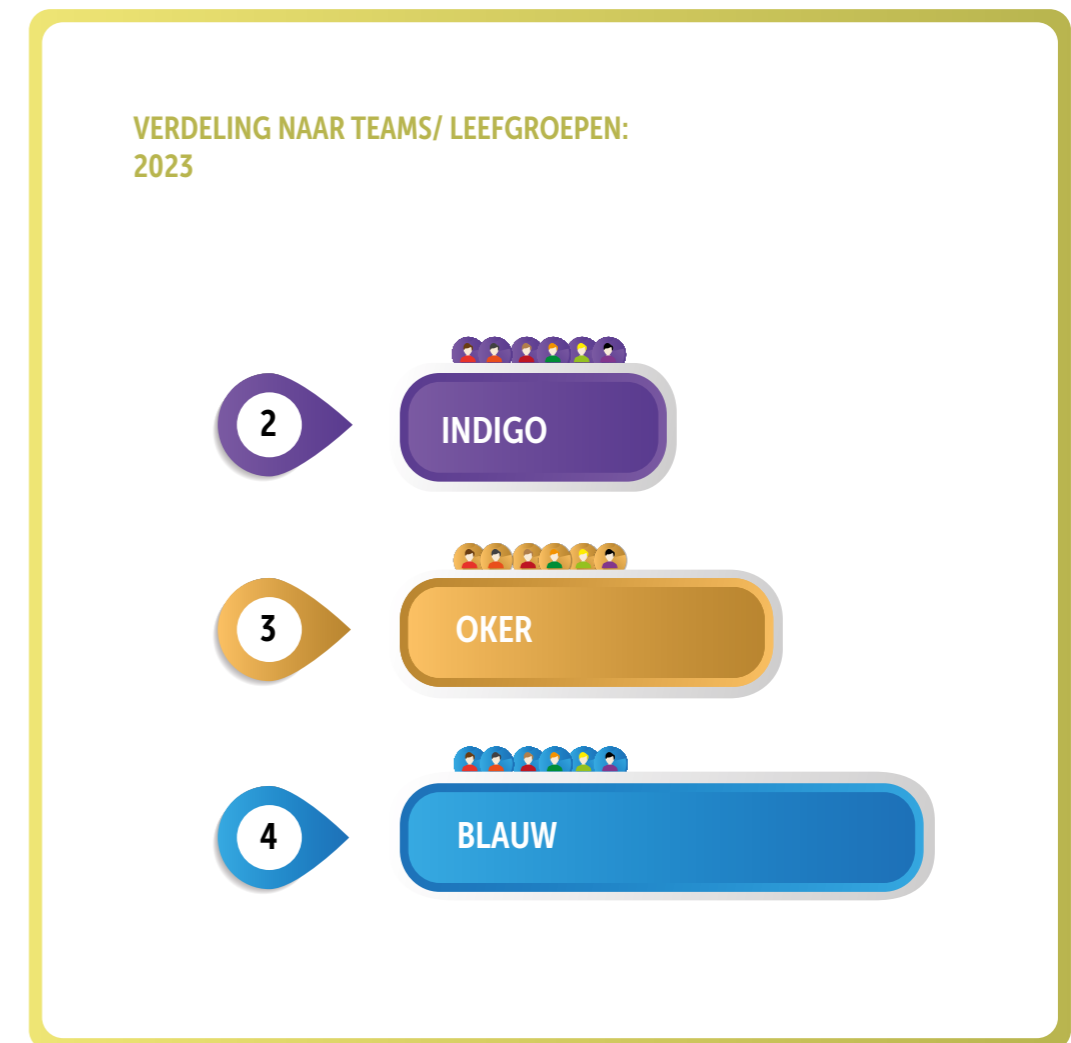 VERDELING NAAR TEAMS/ LEEFGROEPEN:
2023
2
INDIGO
3
OKER
4
BLAUW